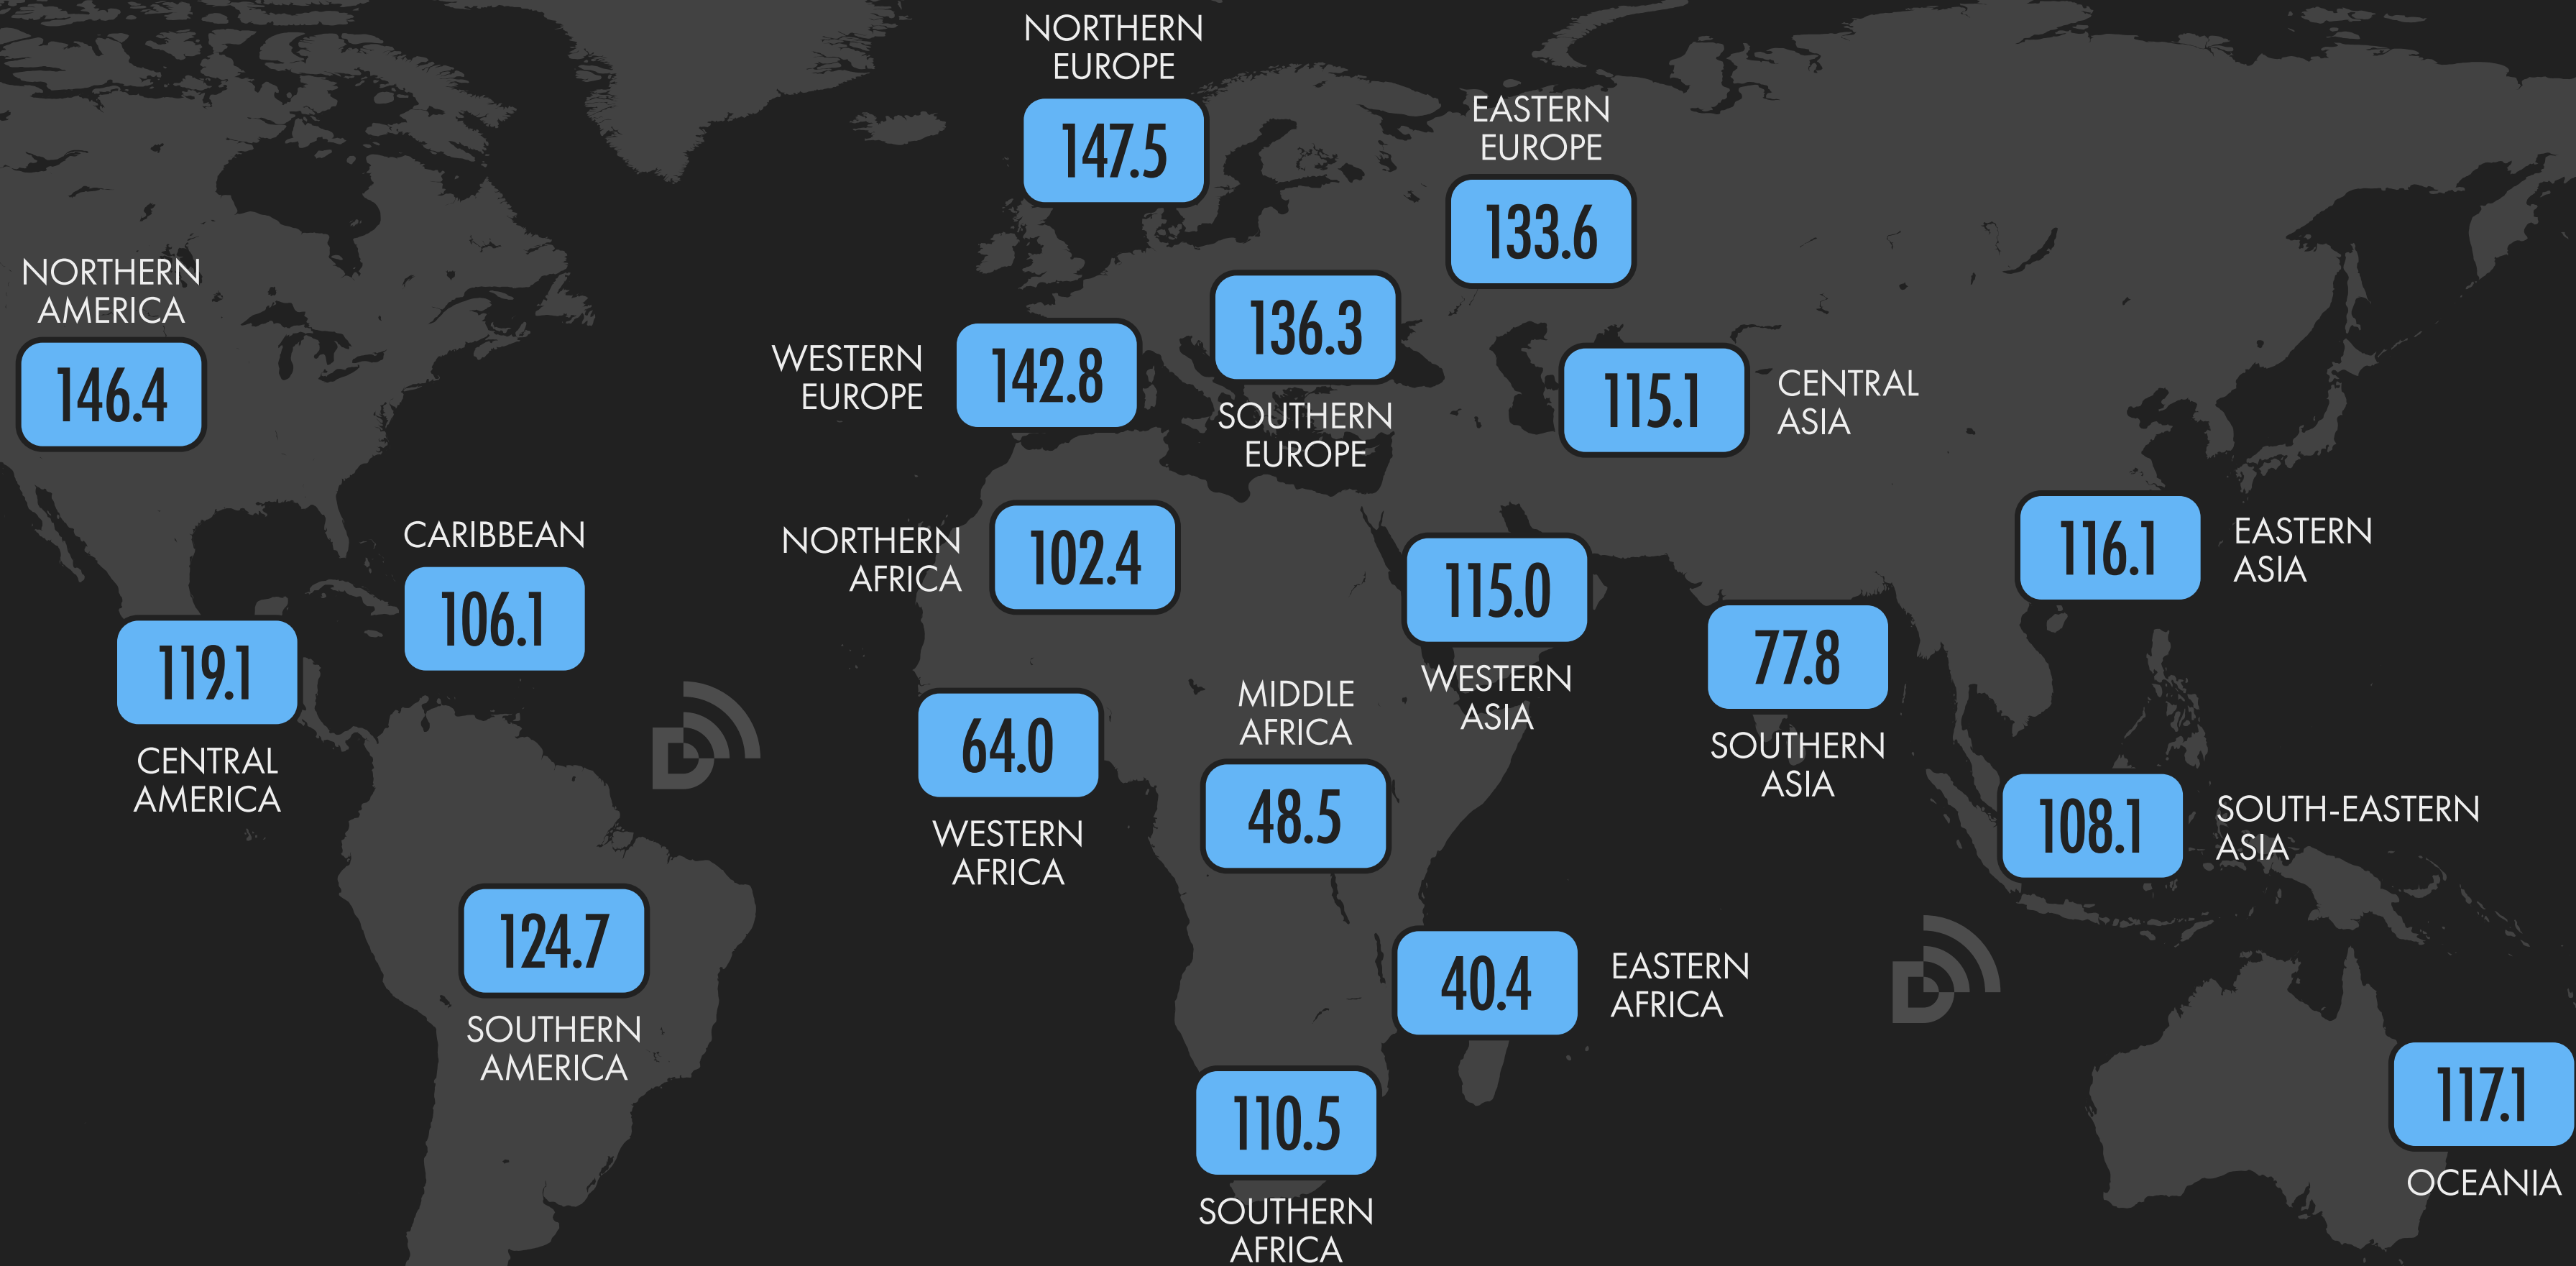 NORTHERN
EUROPE
147.5
EASTERN
EUROPE
133.6
NORTHERN
AMERICA
146.4
WESTERN
EUROPE
142.8
136.3
SOUTHERN
EUROPE
115.1
CENTRAL
ASIA
CARIBBEAN
106.1
NORTHERN
AFRICA
102.4
115.0
WESTERN
ASIA
116.1
EASTERN
ASIA
119.1
CENTRAL
AMERICA
77.8
SOUTHERN
ASIA
64.0
WESTERN
AFRICA
MIDDLE
AFRICA
48.5
108.1
SOUTH-EASTERN
ASIA
124.7
SOUTHERN
AMERICA
40.4
EASTERN
AFRICA
110.5
SOUTHERN
AFRICA
117.1
OCEANIA